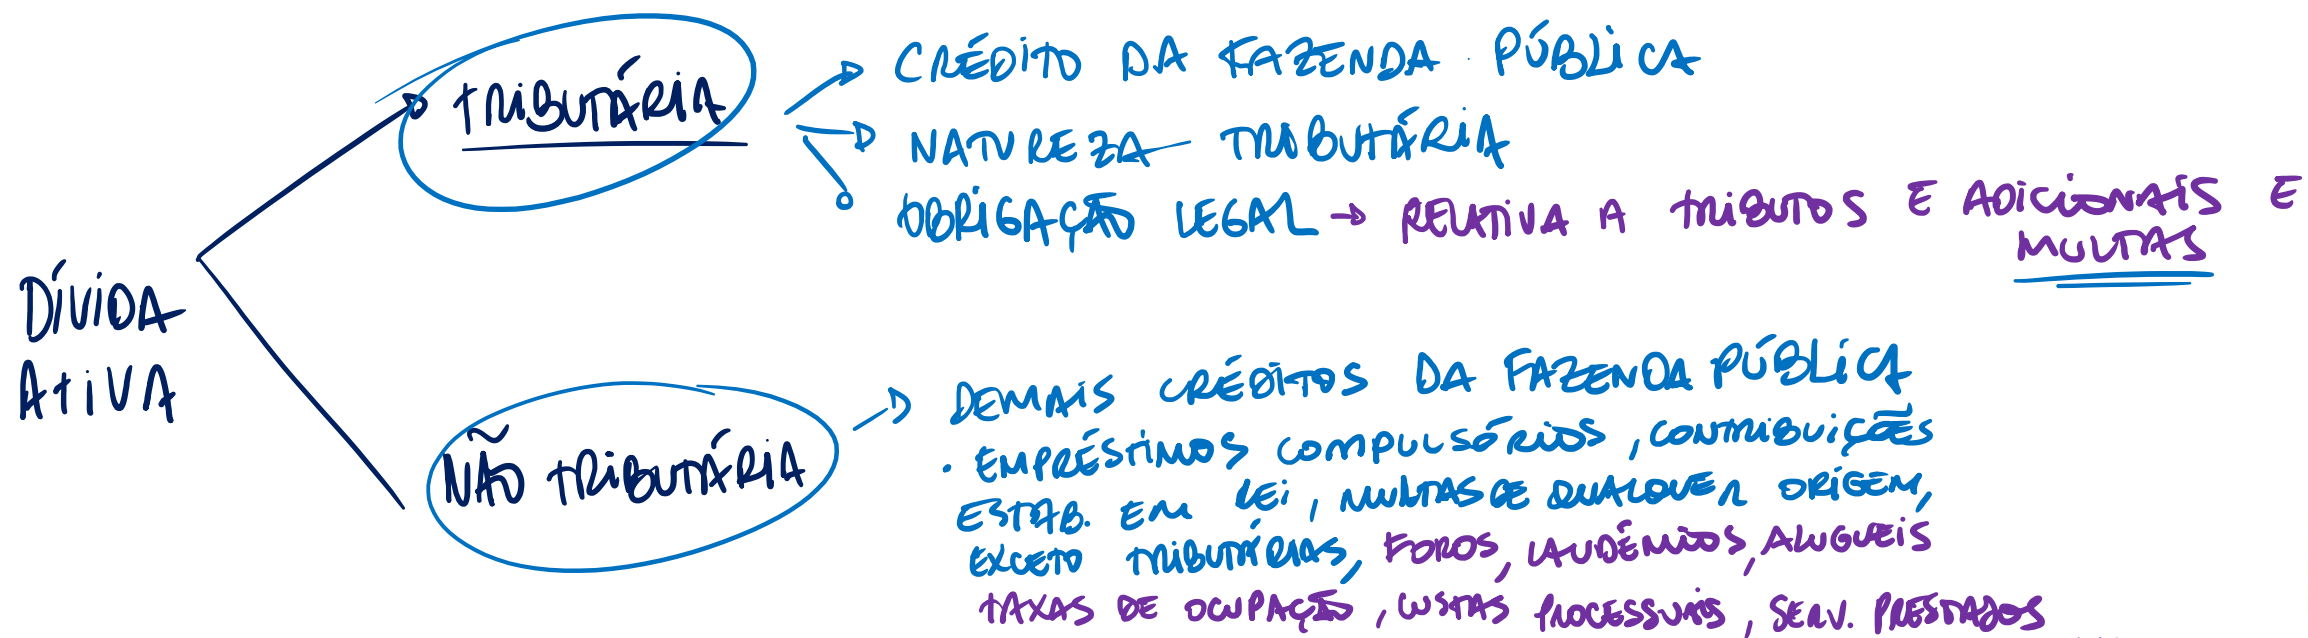 DÍVIDA
ATIVA
TRIBUTÁRIA
CRÉDITO DA FAZENDA PÚBLICA
NATUREZA TRIBUTÁRIA
OBRIGAÇÃO LEGAL → RELATIVA A TRIBUTOS E ADICIONAIS E
MULTAS
NÃO TRIBUTÁRIA
DEMAIS CRÉDITOS DA FAZENDA PÚBLICA
• EMPRÉSTIMOS COMPULSÓRIOS, CONTRIBUIÇÕES
ESTAB. EM LEI, MULTAS DE QUALQUER ORIGEM,
EXCETO TRIBUTÁRIAS, FOROS, LAUDÊMIOS, ALUGUEIS
TAXAS DE OCUPAÇÃO, CUSTAS PROCESSUAIS, SERV. PRESTADOS